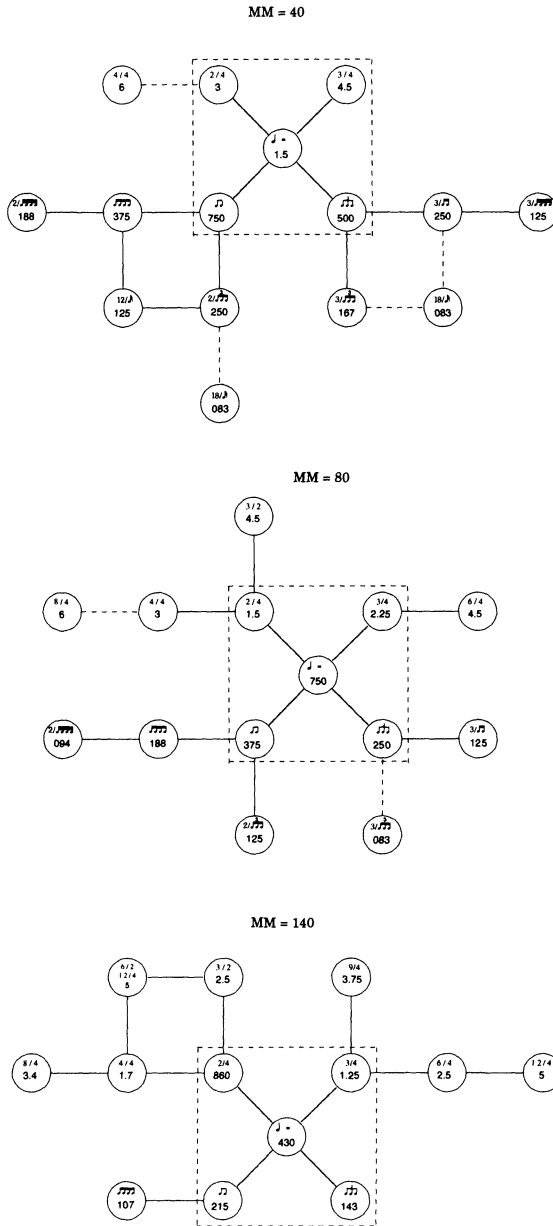 MM = 40
4/4 2/4 3/4
6 3 4.5
♩ =
1.5
2/ 3/ 3/
188 375 750 500 250 125
12/ 2/ 3 3/ 3 18/
125 250 167 083
18/
083
MM = 80
3/2
4.5
8/4 4/4 2/4 3/4 6/4
6 3 1.5 2.25 4.5
♩ =
750
2/ 3/
094 188 375 250 125
2/ 3 3/ 3
125 083
MM = 140
6/2 3/2 9/4
12/4
5 2.5 3.75
8/4 4/4 2/4 3/4 6/4 12/4
3.4 1.7 860 1.25 2.5 5
♩ =
430
107 215 143